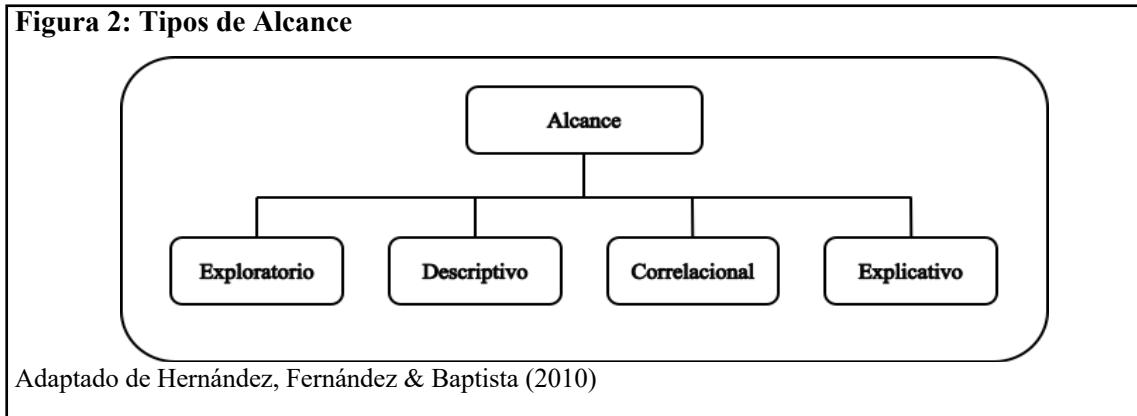 Figura 2: Tipos de Alcance
Alcance
Exploratorio
Descriptivo
Correlacional
Explicativo
Adaptado de Hernández, Fernández & Baptista (2010)